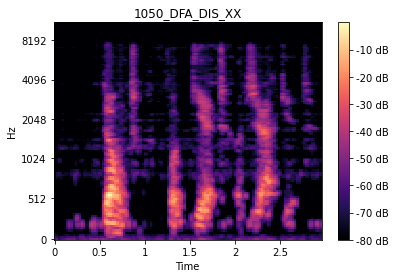 1050_DFA_DIS_XX
8192
4096
2048
1024
512
0
Hz
0 0.5 1 1.5 2 2.5
Time
-10 dB
-20 dB
-30 dB
-40 dB
-50 dB
-60 dB
-70 dB
-80 dB